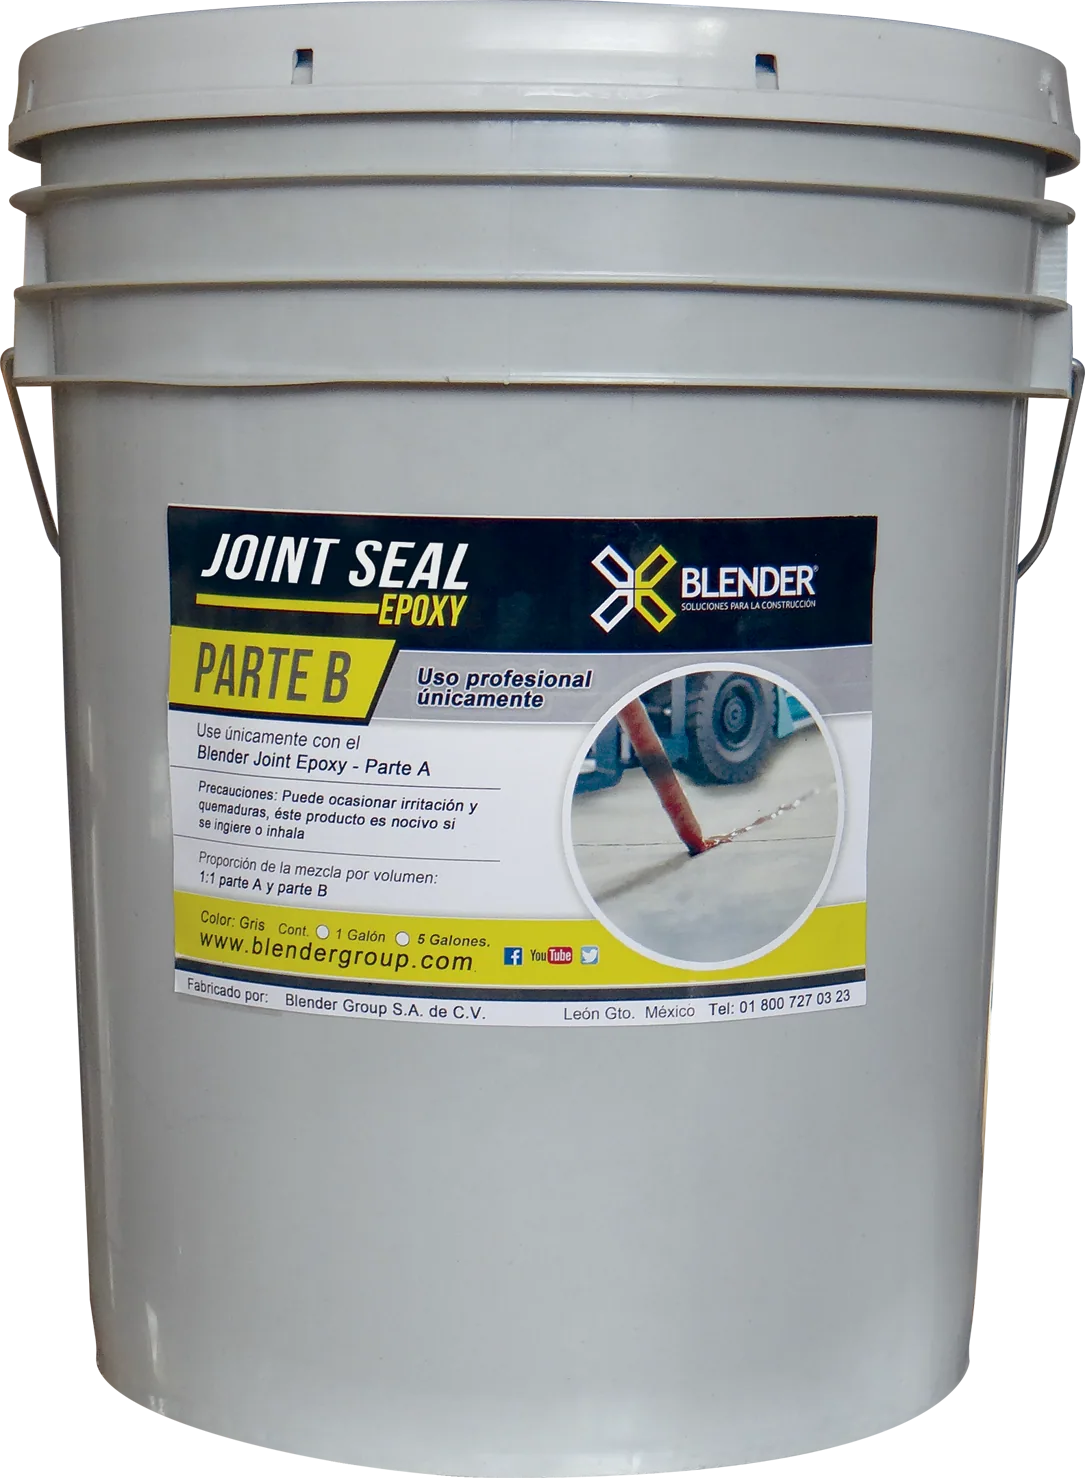 JOINT SEAL
EPOXY
BLENDER®
SOLUCIONES PARA LA CONSTRUCCIÓN
PARTE B
Uso profesional
únicamente
Use únicamente con el
Blender Joint Epoxy - Parte A
Precauciones: Puede ocasionar irritación y
quemaduras, éste producto es nocivo si
se ingiere o inhala
Proporción de la mezcla por volumen:
1:1 parte A y parte B
Color: Gris Cont. 1 Galón 5 Galones.
www.blendergroup.com
f YouTube
Fabricado por: Blender Group S.A. de C.V. León Gto. México Tel: 01 800 727 03 23